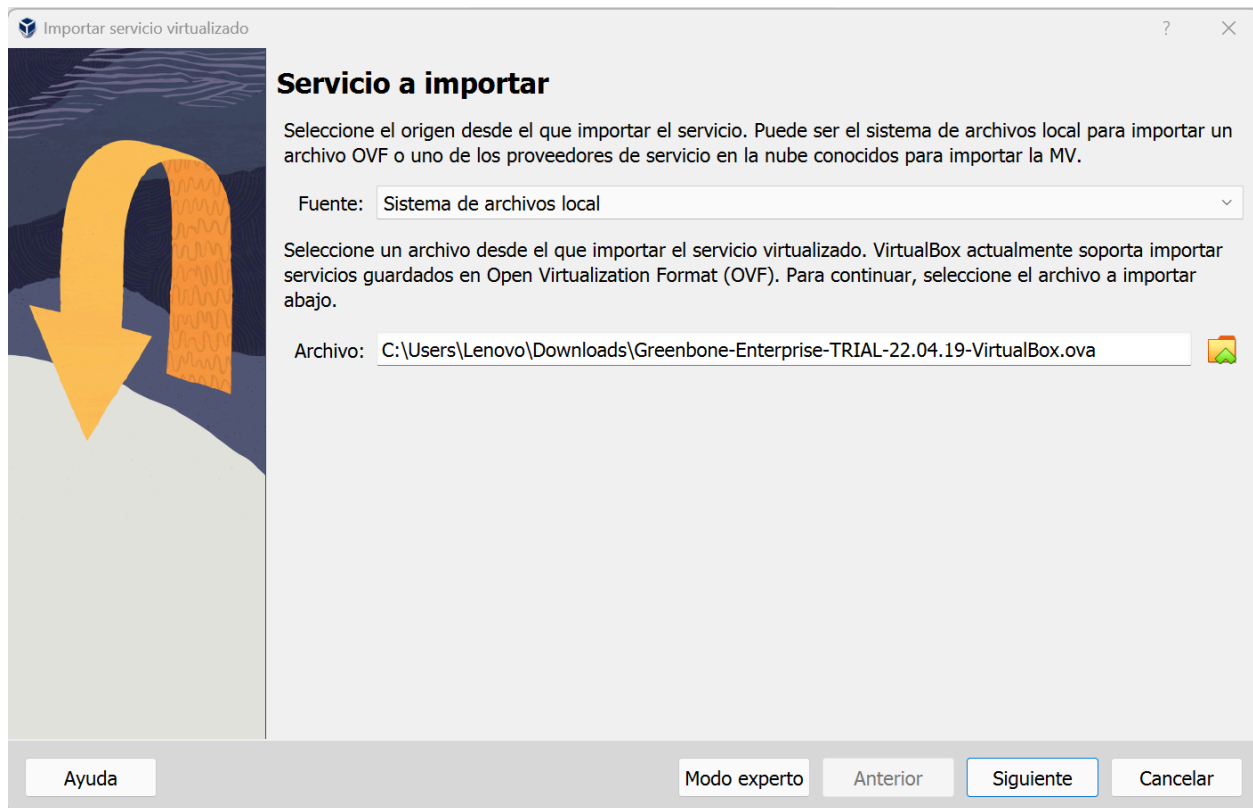 Importar servicio virtualizado
?
Servicio a importar
Seleccione el origen desde el que importar el servicio. Puede ser el sistema de archivos local para importar un
archivo OVF o uno de los proveedores de servicio en la nube conocidos para importar la MV.
Fuente: Sistema de archivos local
Seleccione un archivo desde el que importar el servicio virtualizado. VirtualBox actualmente soporta importar
servicios guardados en Open Virtualization Format (OVF). Para continuar, seleccione el archivo a importar
abajo.
Archivo: C:\Users\Lenovo\Downloads\Greenbone-Enterprise-TRIAL-22.04.19-VirtualBox.ova
Ayuda Modo experto Anterior Siguiente Cancelar